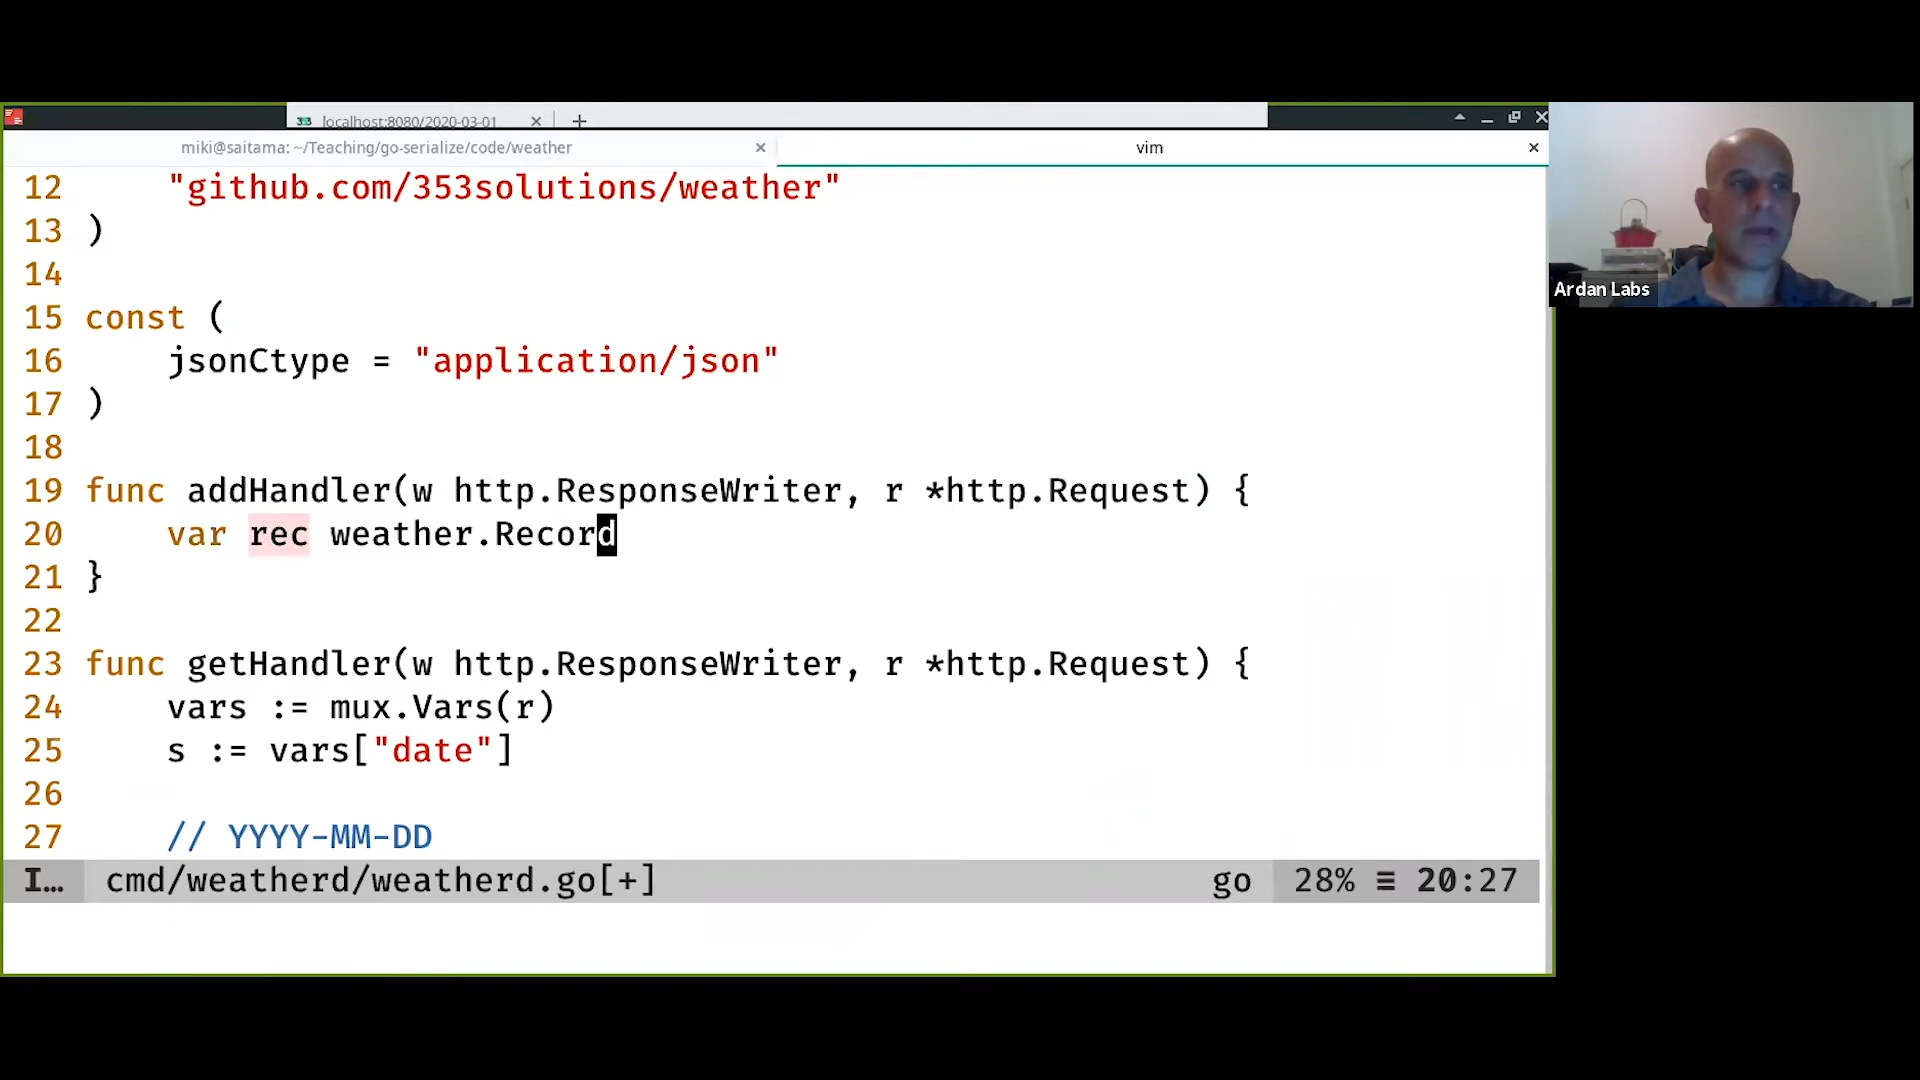 localhost:8080/2020-03-01
miki@saitama: ~/Teaching/go-serialize/code/weather
vim
12 "github.com/353solutions/weather"
13 )
14
15 const (
16 jsonCtype = "application/json"
17 )
18
19 func addHandler(w http.ResponseWriter, r *http.Request) {
20 var rec weather.Record
21 }
22
23 func getHandler(w http.ResponseWriter, r *http.Request) {
24 vars := mux.Vars(r)
25 s := vars["date"]
26
27 // YYYY-MM-DD
I… cmd/weatherd/weatherd.go[+] go 28% ≡ 20:27
Ardan Labs